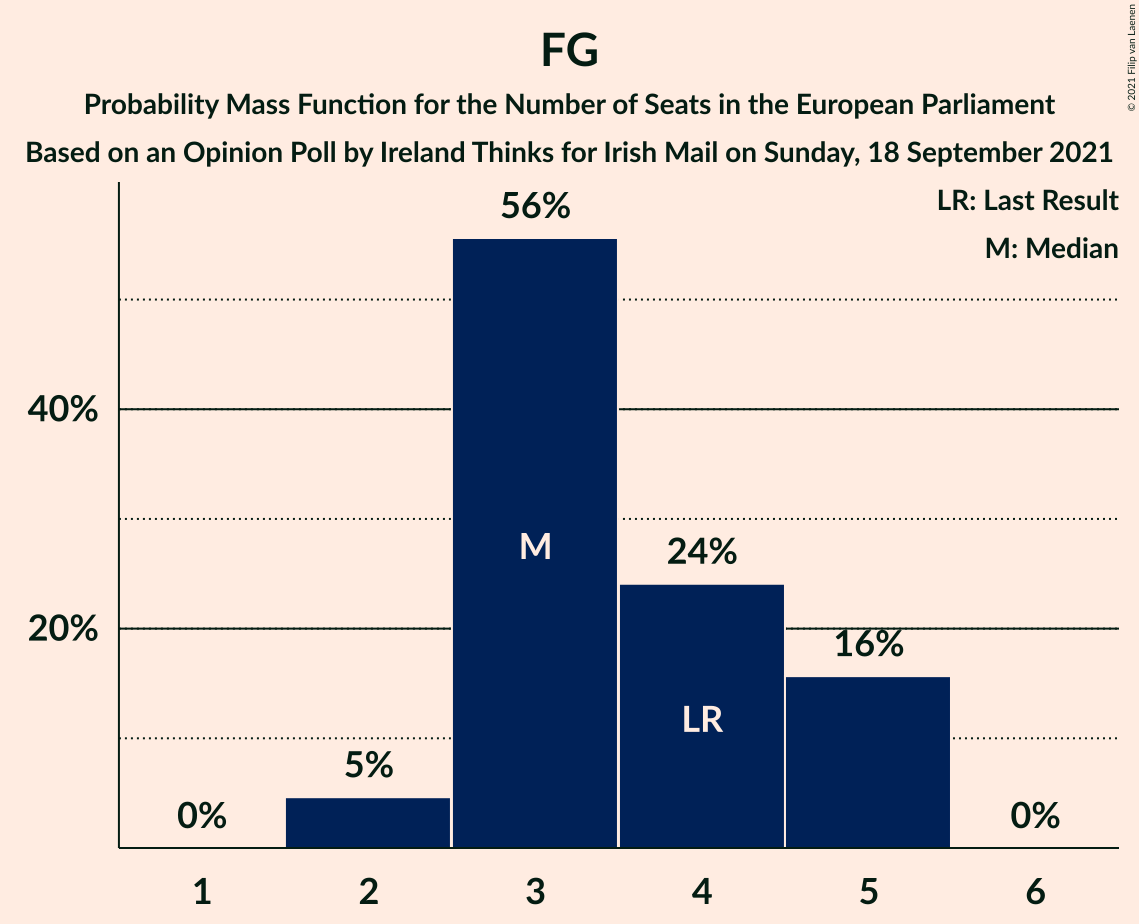 FG
Probability Mass Function for the Number of Seats in the European Parliament
Based on an Opinion Poll by Ireland Thinks for Irish Mail on Sunday, 18 September 2021
© 2021 Filip van Laenen
LR: Last Result
M: Median
56%
40%
M
24%
20%
16%
LR
5%
0%
0%
1 2 3 4 5 6